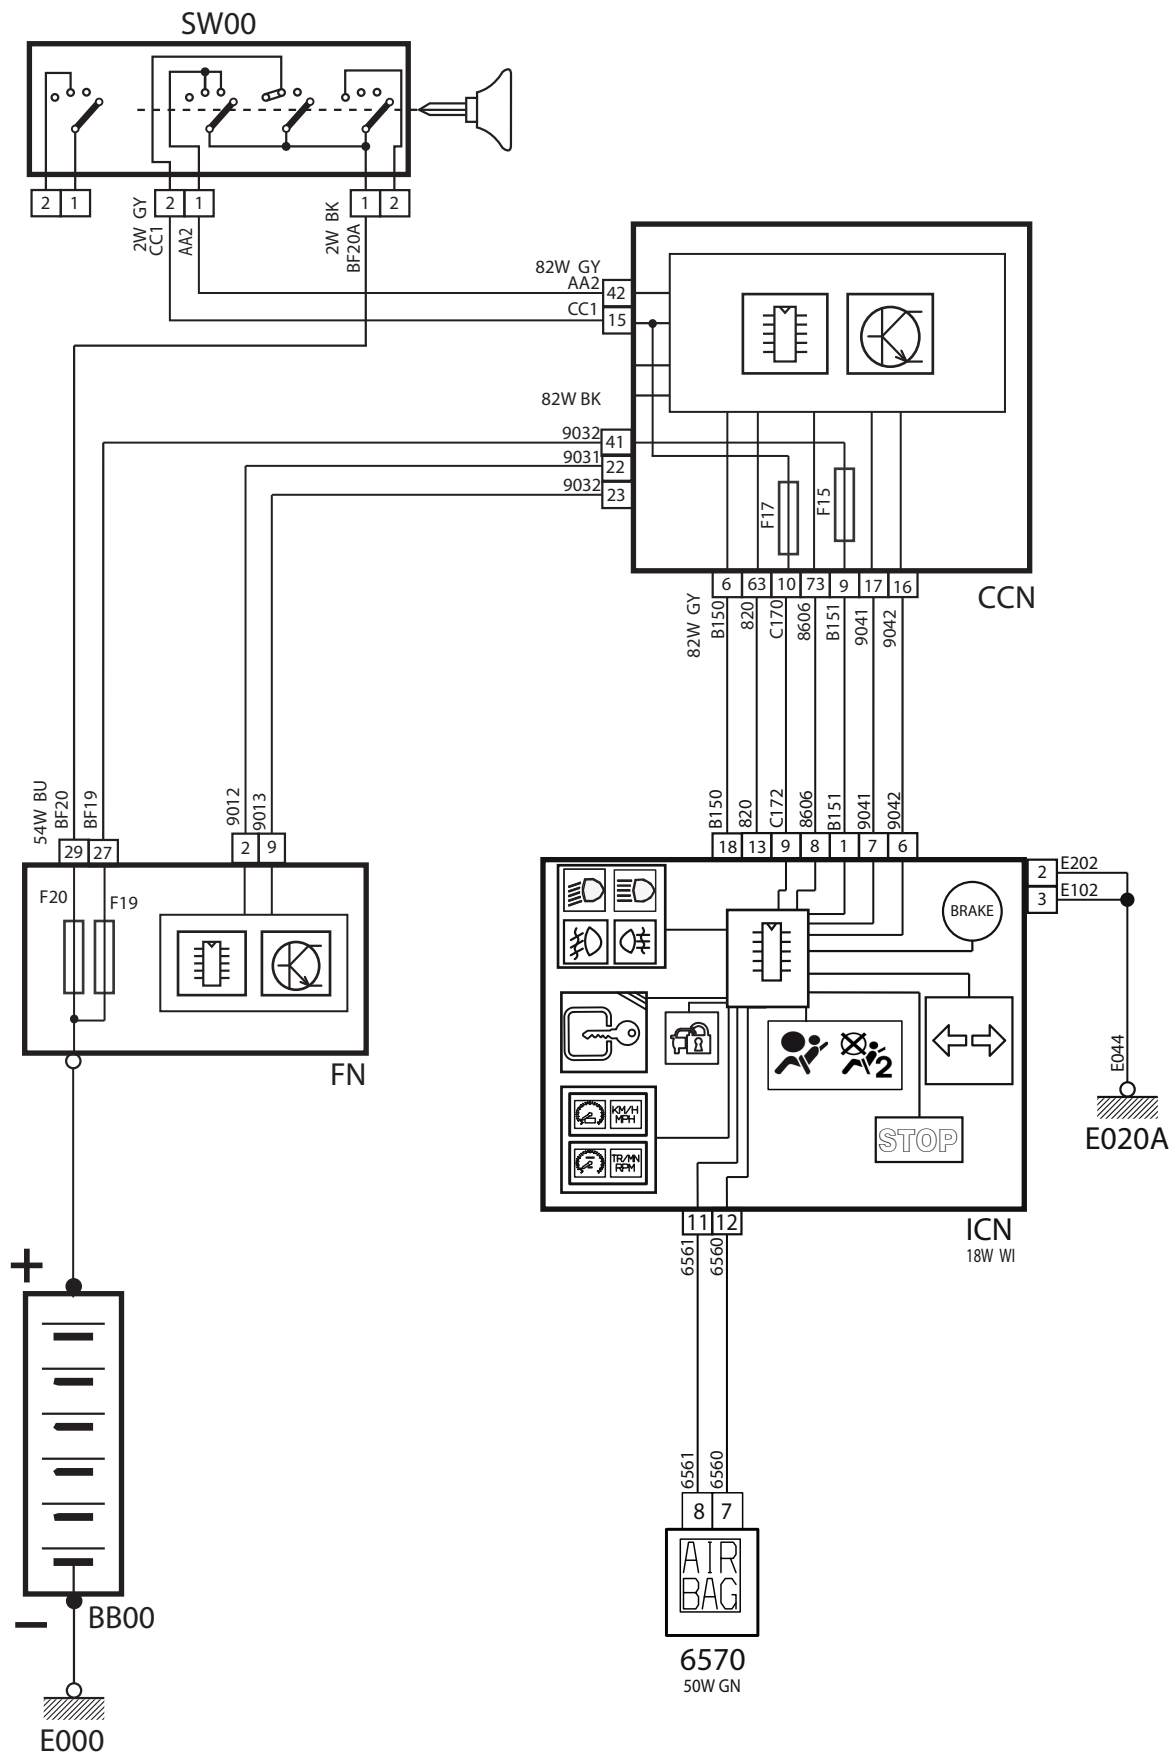 SW00
2 1 2 1 1 2
2W GY
CC1
AA2
2W BK
BF20A
82W GY
AA2
42
CC1
15
82W BK
9032
41
9031
22
9032
23
F17
F15
6 63 10 73 9 17 16
CCN
82W GY
B150
820
C170
8606
B151
9041
9042
54W BU
BF20
BF19
9012
9013
29 27
2 9
F20
F19
FN
B150
820
C172
8606
B151
9041
9042
18 13 9 8 1 7 6
2
E202
3
E102
BRAKE
2
KM/H
MPH
TR/MN
RPM
STOP
E044
E020A
11 12
ICN
18W WI
6561
6560
+
−
BB00
E000
6561
6560
8 7
AIR
BAG
6570
50W GN